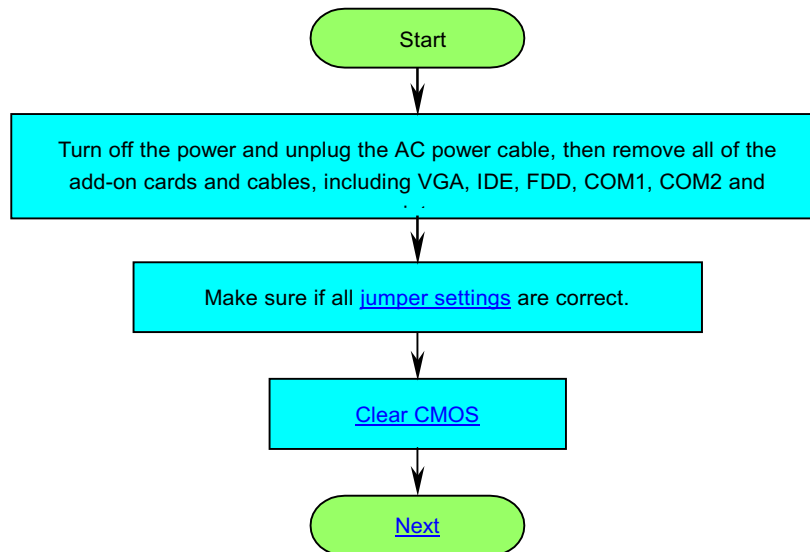 Start
Turn off the power and unplug the AC power cable, then remove all of the
add-on cards and cables, including VGA, IDE, FDD, COM1, COM2 and
Make sure if all jumper settings are correct.
Clear CMOS
Next